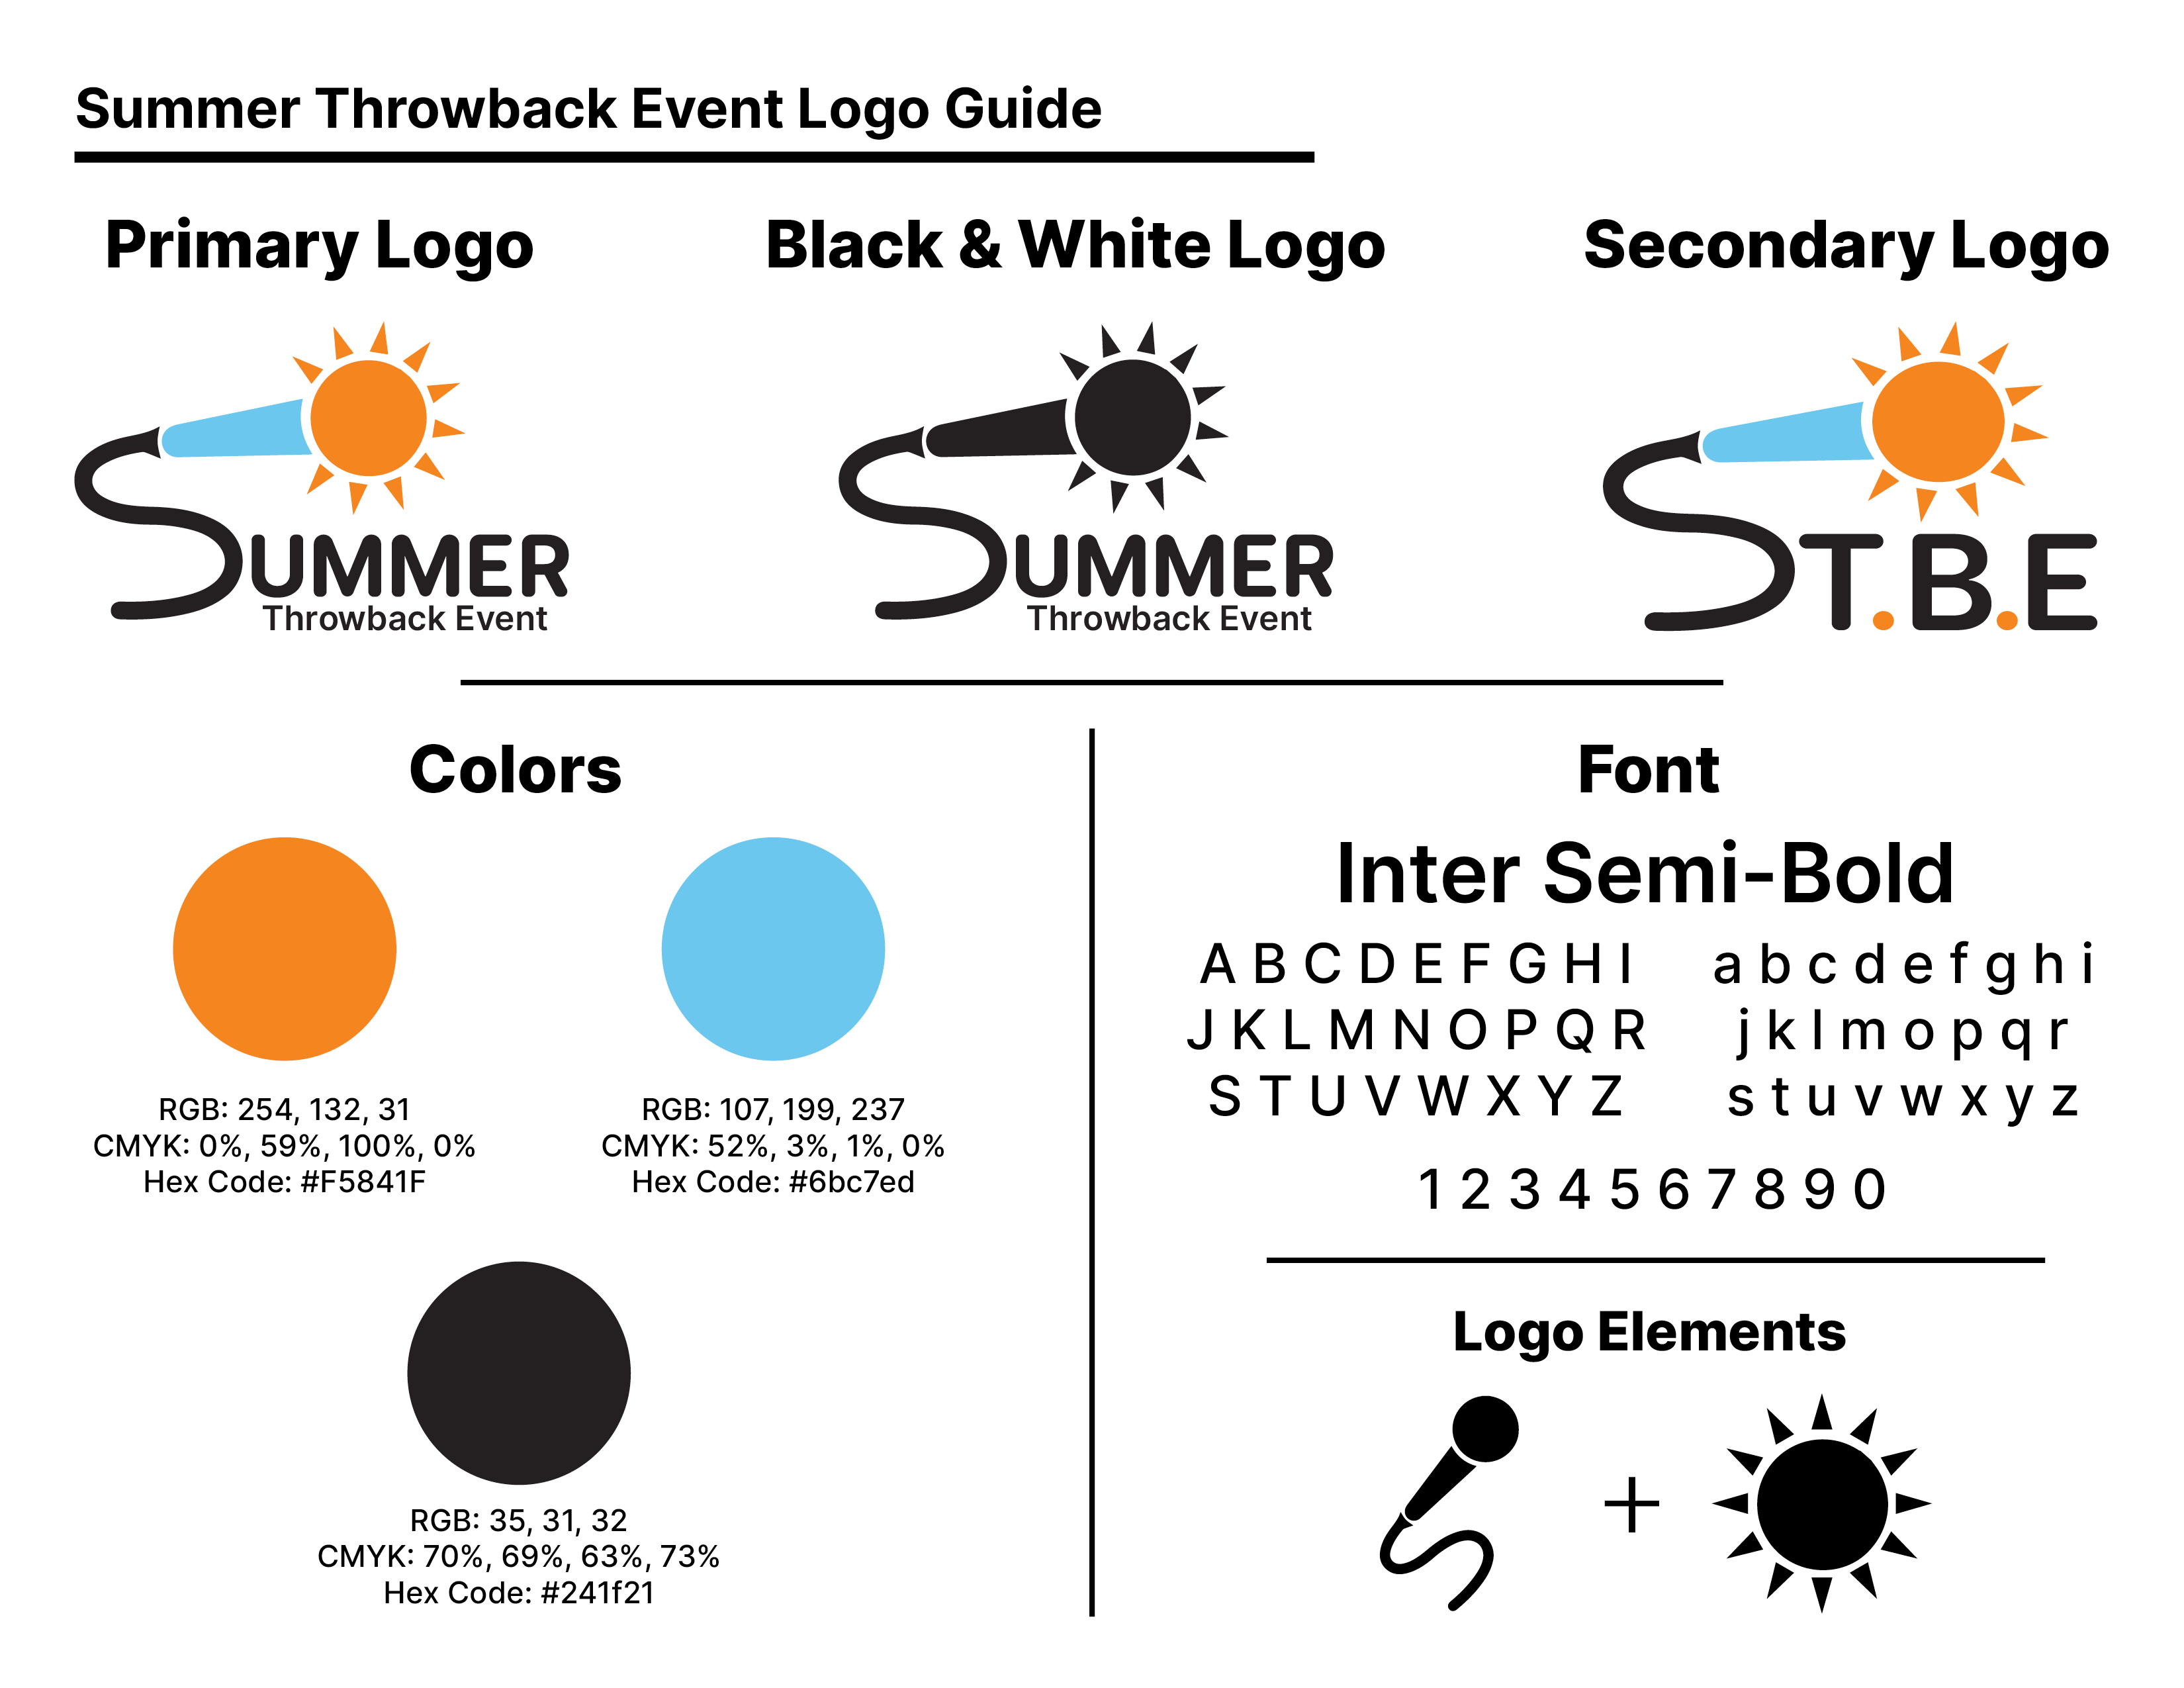 Summer Throwback Event Logo Guide
Primary Logo
Black & White Logo
Secondary Logo
SUMMER
Throwback Event
SUMMER
Throwback Event
ST.B.E
Colors
RGB: 254, 132, 31
CMYK: 0%, 59%, 100%, 0%
Hex Code: #F5841F
RGB: 107, 199, 237
CMYK: 52%, 3%, 1%, 0%
Hex Code: #6bc7ed
RGB: 35, 31, 32
CMYK: 70%, 69%, 63%, 73%
Hex Code: #241f21
Font
Inter Semi-Bold
A B C D E F G H I
J K L M N O P Q R
S T U V W X Y Z
a b c d e f g h i
j k l m o p q r
s t u v w x y z
1 2 3 4 5 6 7 8 9 0
Logo Elements
+